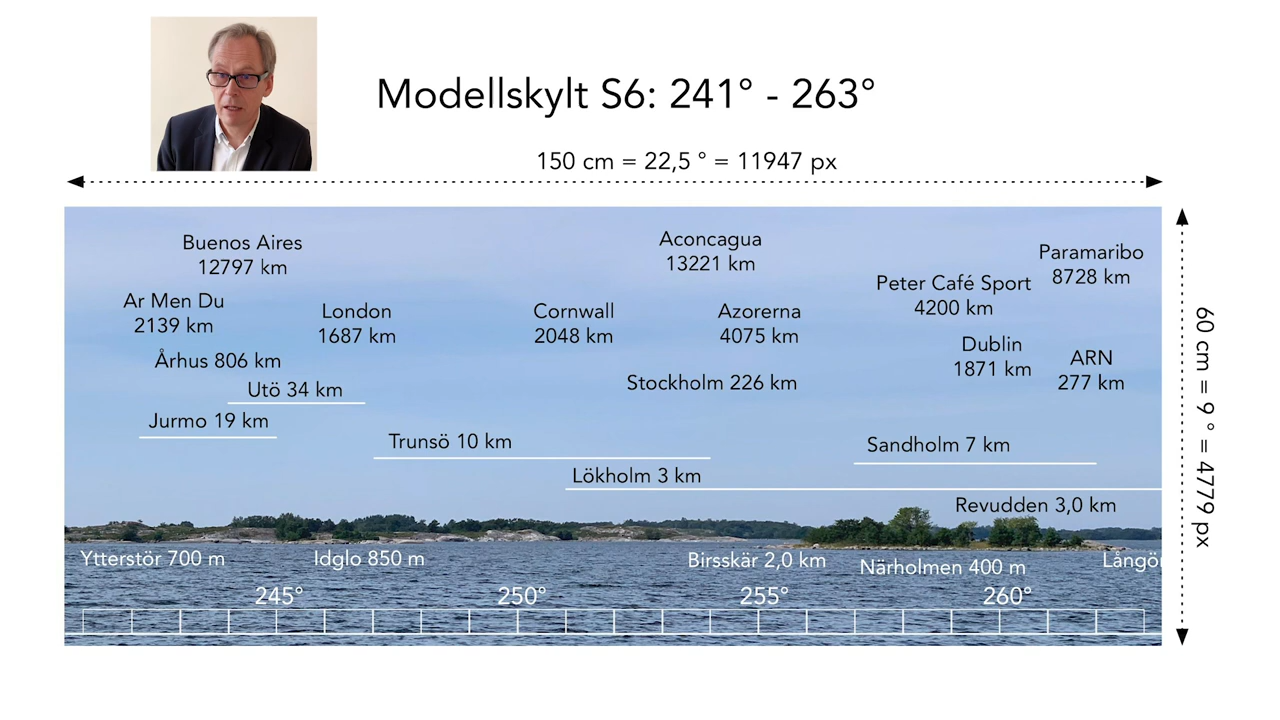 Modellskylt S6: 241° - 263°
150 cm = 22,5 ° = 11947 px
60 cm = 9 ° = 4779 px
Buenos Aires
12797 km
Aconcagua
13221 km
Paramaribo
8728 km
Peter Café Sport
4200 km
Ar Men Du
2139 km
London
1687 km
Cornwall
2048 km
Azorerna
4075 km
Dublin
1871 km
ARN
277 km
Århus 806 km
Utö 34 km
Stockholm 226 km
Jurmo 19 km
Trunsö 10 km
Sandholm 7 km
Lökholm 3 km
Revudden 3,0 km
Ytterstör 700 m
Idglo 850 m
Birsskär 2,0 km
Närholmen 400 m
Långör
245°
250°
255°
260°